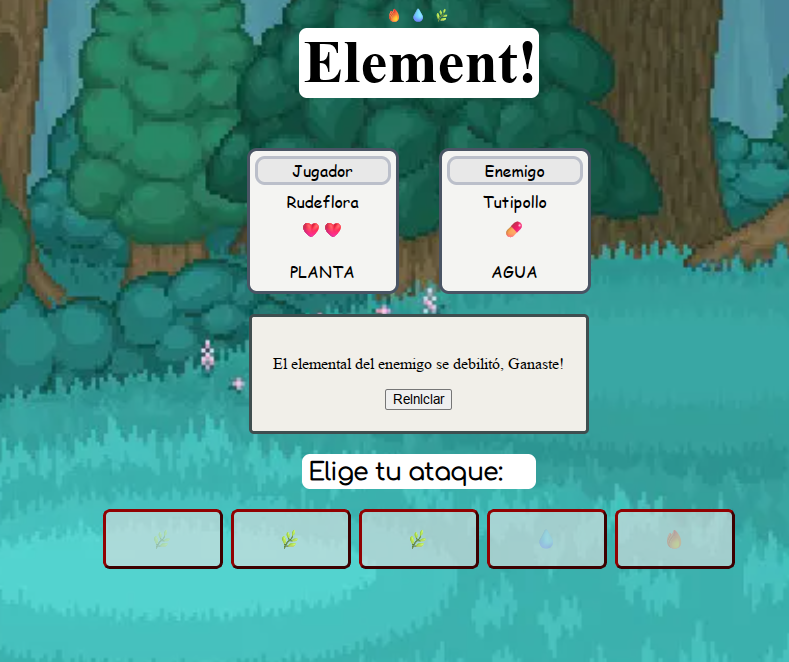 Element!
Jugador
Enemigo
Rudeflora
Tutipollo
PLANTA
AGUA
El elemental del enemigo se debilitó, Ganaste!
Reiniciar
Elige tu ataque: